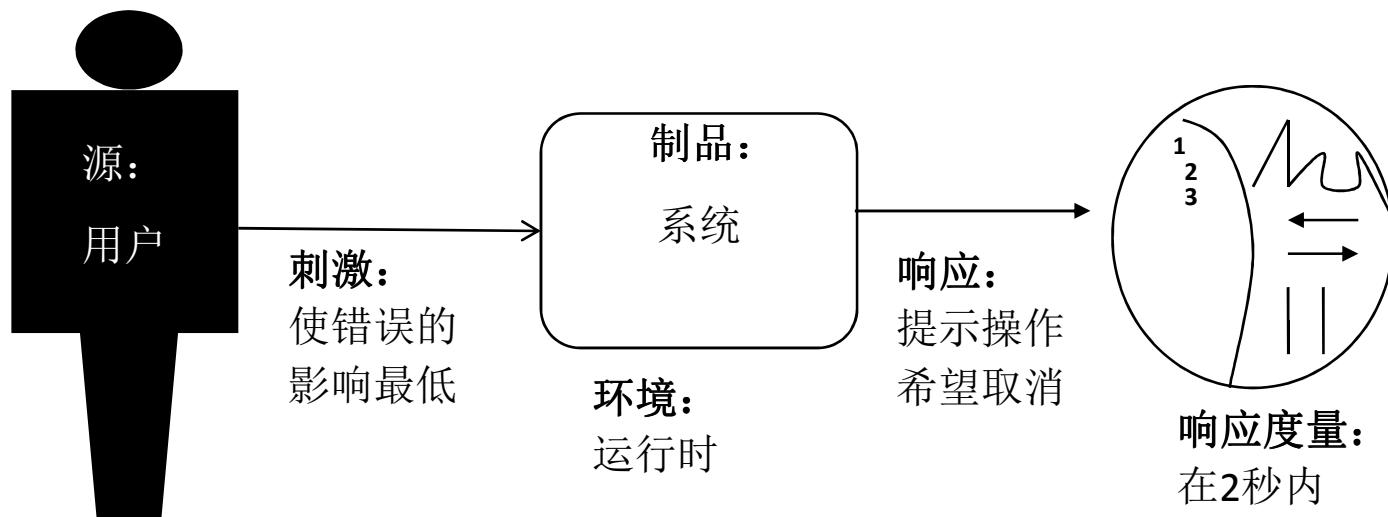 源：
用户
刺激：
使错误的
影响最低
制品：
系统
环境：
运行时
响应：
提示操作
希望取消
1
2
3
响应度量：
在2秒内